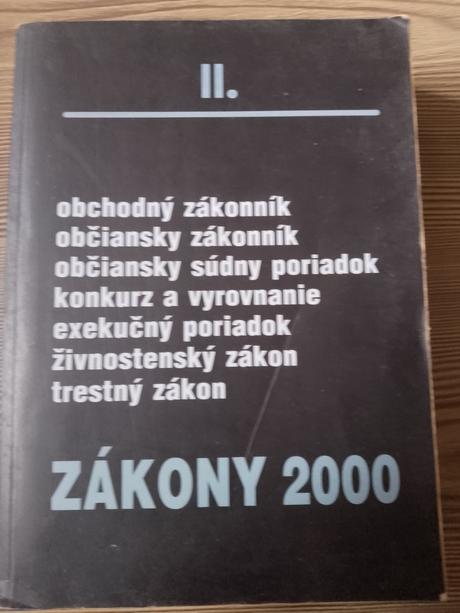 II.
obchodný zákonník
občiansky zákonník
občiansky súdny poriadok
konkurz a vyrovnanie
exekučný poriadok
živnostenský zákon
trestný zákon
ZÁKONY 2000